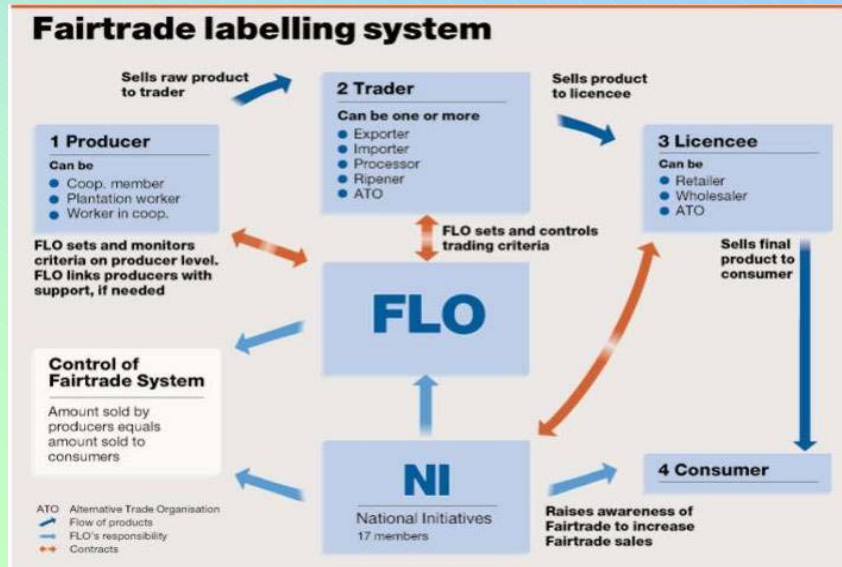 Fairtrade labelling system
Sells raw product
to trader
2 Trader
Can be one or more
Exporter
Importer
Processor
Ripener
ATO
Sells product
to licencee
1 Producer
Can be
Coop. member
Plantation worker
Worker in coop.
3 Licencee
Can be
Retailer
Wholesaler
ATO
FLO sets and monitors
criteria on producer level.
FLO links producers with
support, if needed
FLO sets and controls
trading criteria
Sells final
product to
consumer
FLO
Control of
Fairtrade System
Amount sold by
producers equals
amount sold to
consumers
NI
National Initiatives
17 members
4 Consumer
Raises awareness of
Fairtrade to increase
Fairtrade sales
ATO Alternative Trade Organisation
Flow of products
FLO's responsibility
Contracts